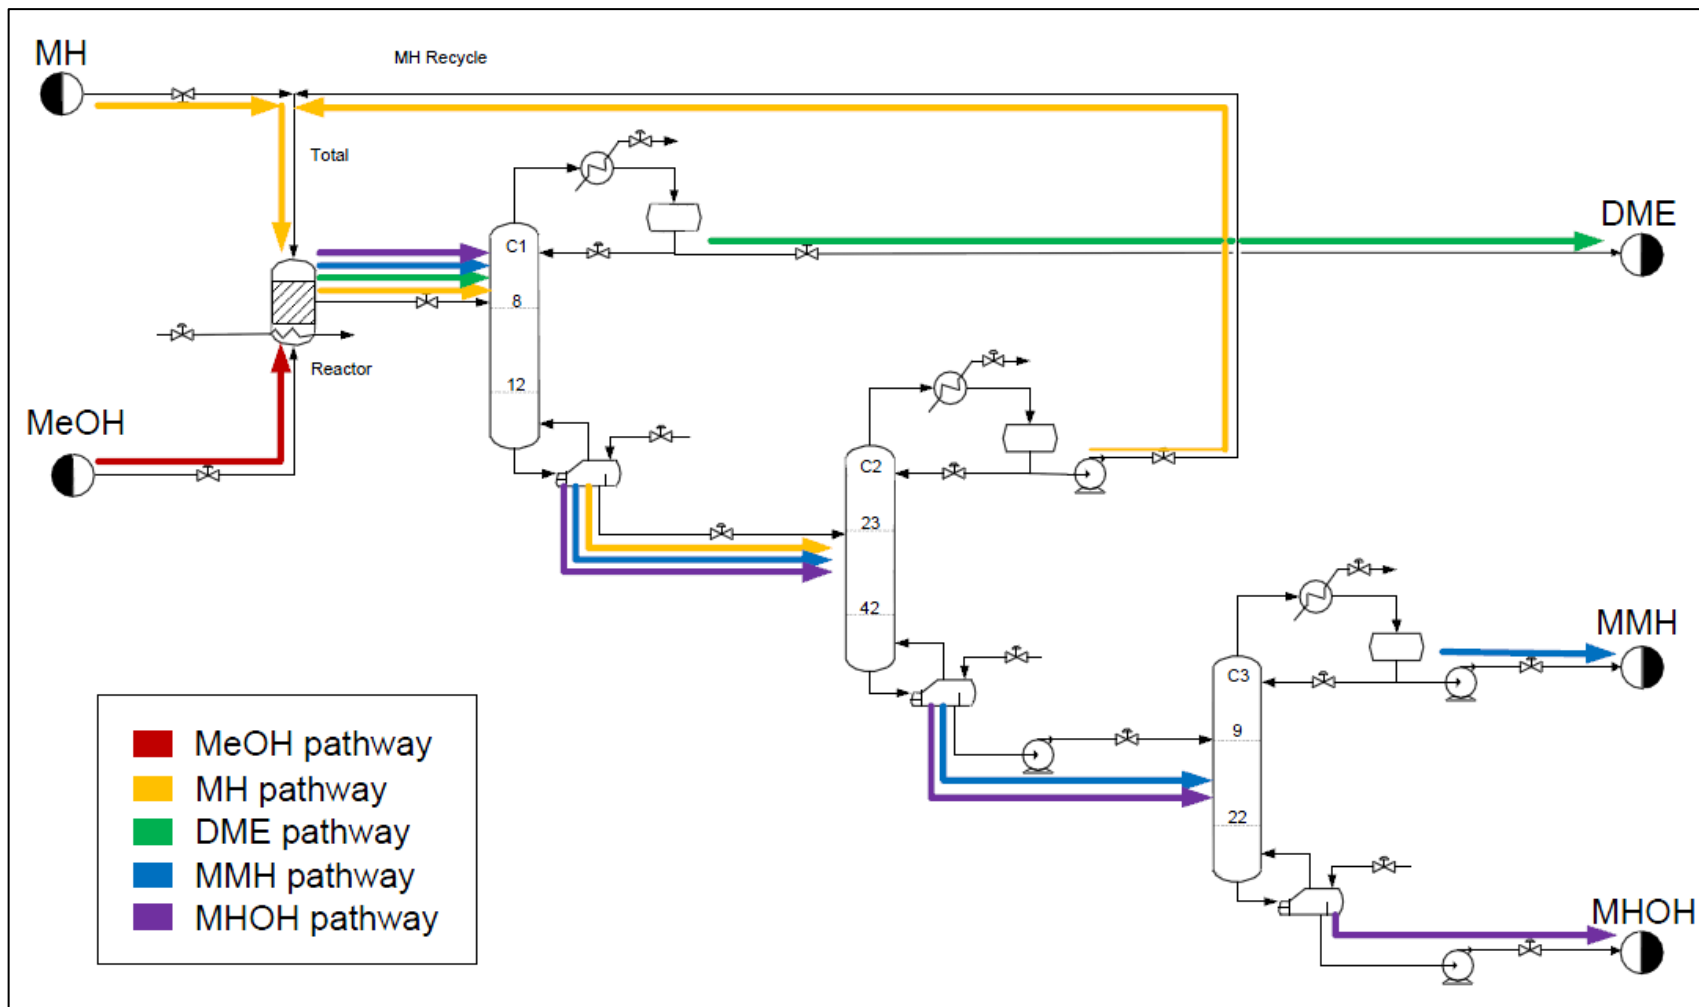 MH
MH Recycle
Total
DME
C1
8
Reactor
12
MeOH
C2
23
42
MMH
C3
9
22
MHOH
MeOH pathway
MH pathway
DME pathway
MMH pathway
MHOH pathway